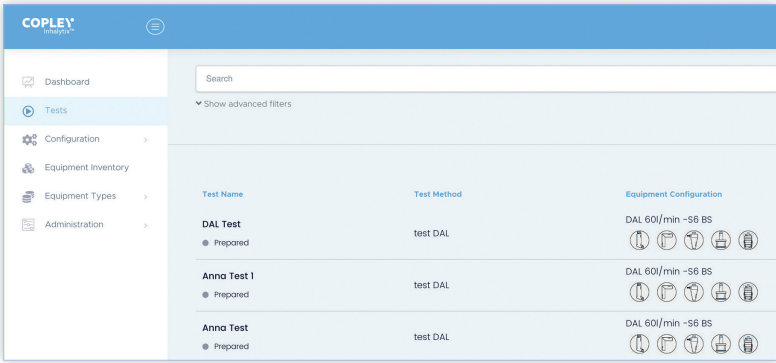 COPLEY
Inhalytix™
Dashboard
Tests
Configuration
Equipment Inventory
Equipment Types
Administration
Search
Show advanced filters
Test Name Test Method Equipment Configuration
DAL Test
Prepared
test DAL
DAL 60l/min -S6 BS
Anna Test 1
Prepared
test DAL
DAL 60l/min -S6 BS
Anna Test
Prepared
test DAL
DAL 60l/min -S6 BS